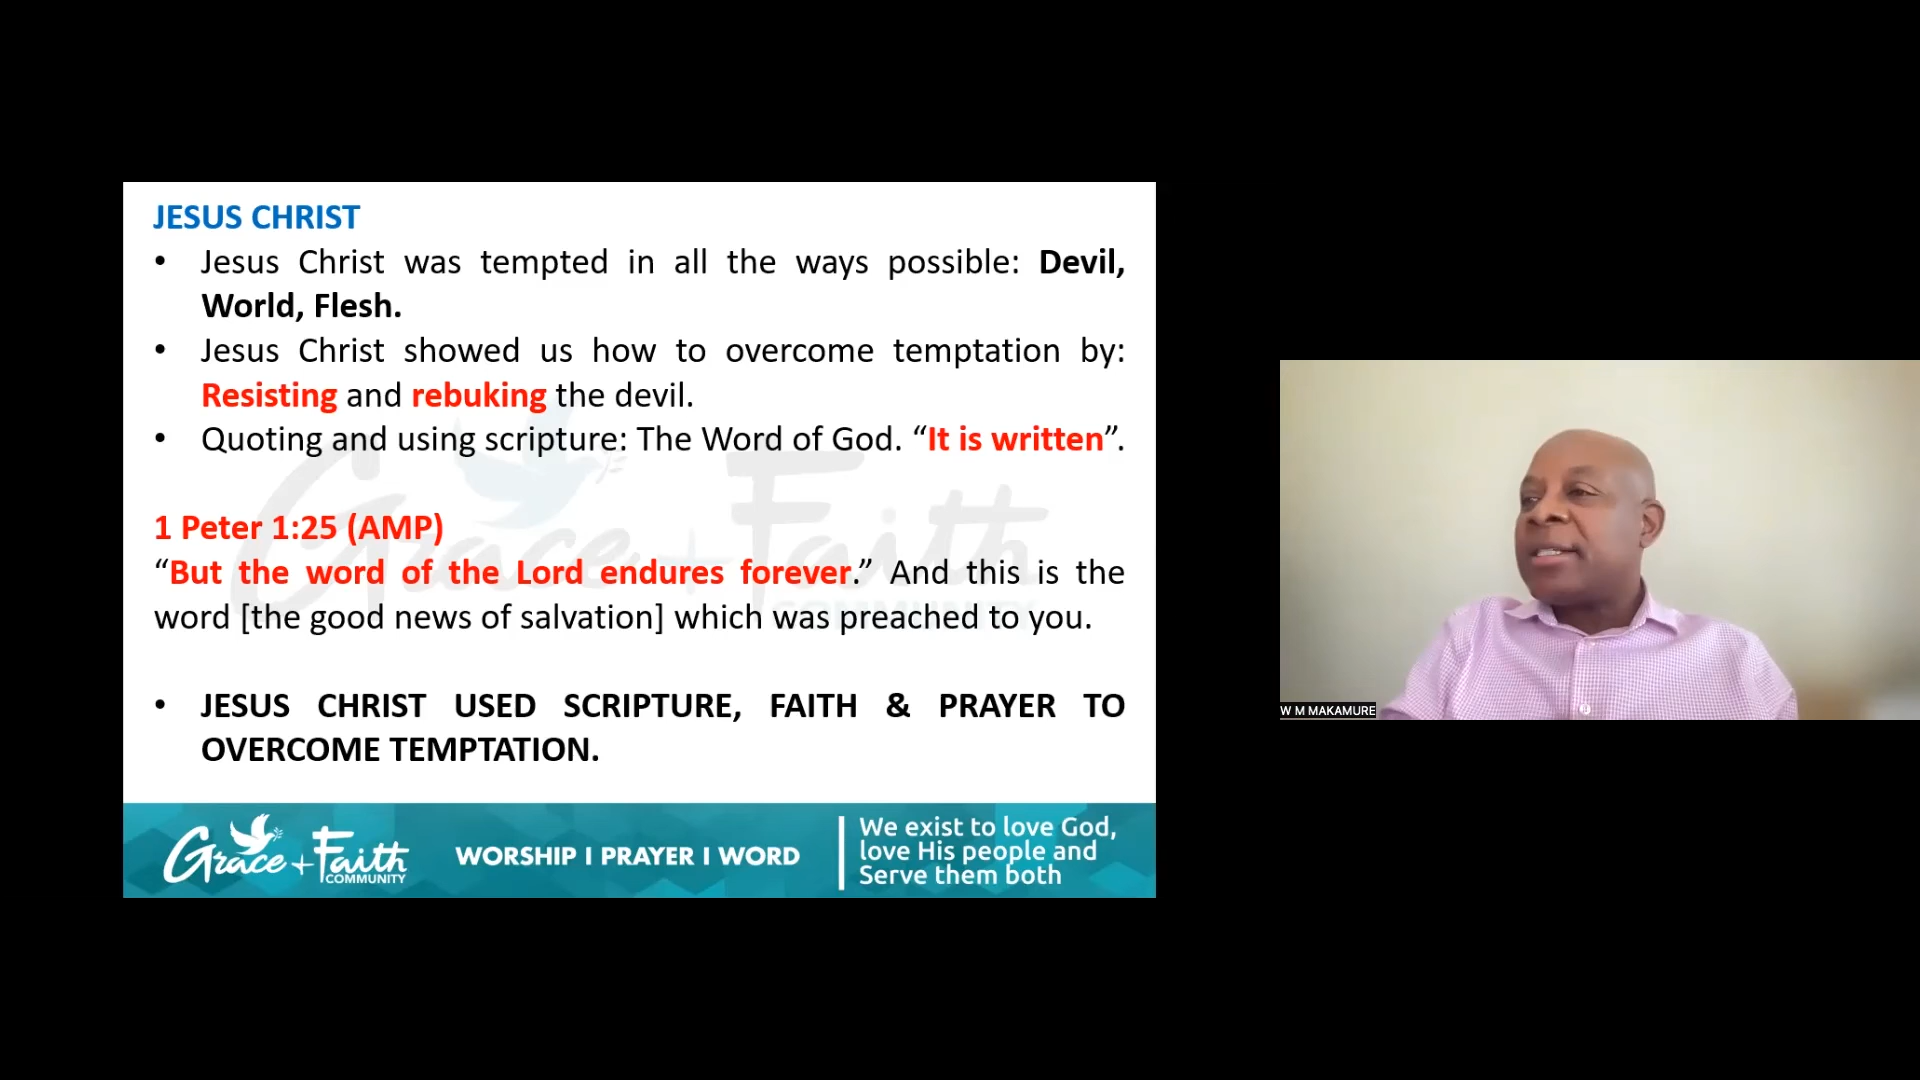 JESUS CHRIST
• Jesus Christ was tempted in all the ways possible: Devil,
World, Flesh.
• Jesus Christ showed us how to overcome temptation by:
Resisting and rebuking the devil.
• Quoting and using scripture: The Word of God. “It is written”.
1 Peter 1:25 (AMP)
“But the word of the Lord endures forever.” And this is the
word [the good news of salvation] which was preached to you.
• JESUS CHRIST USED SCRIPTURE, FAITH & PRAYER TO
OVERCOME TEMPTATION.
Grace + Faith
COMMUNITY
Grace + Faith
COMMUNITY
WORSHIP | PRAYER | WORD
We exist to love God,
love His people and
Serve them both
W M MAKAMURE